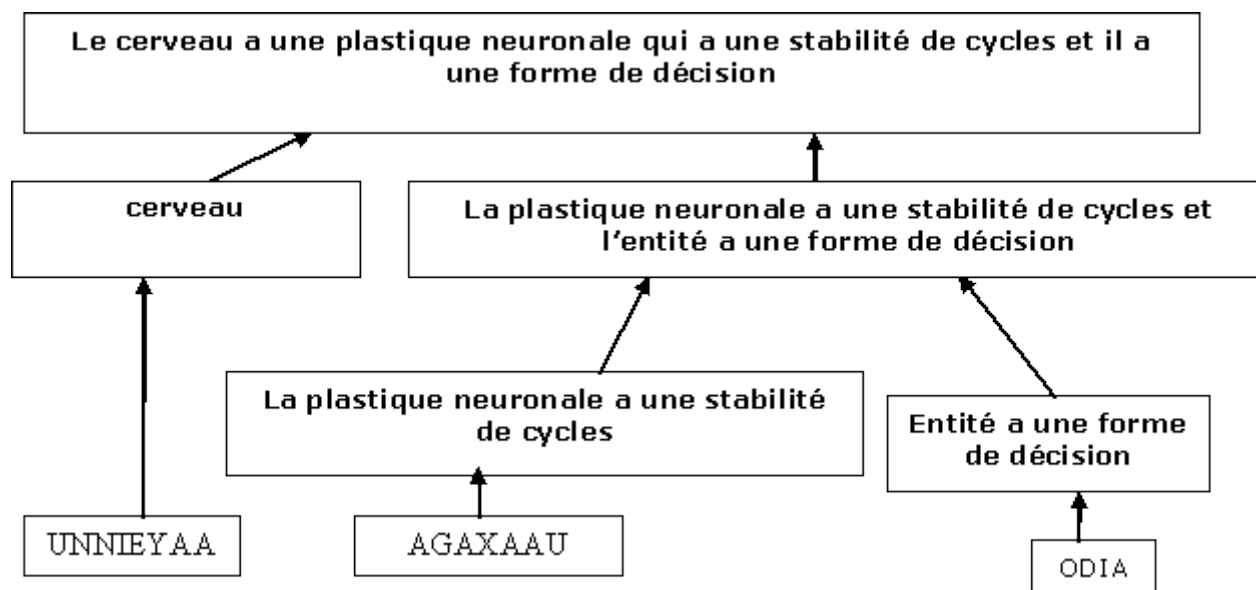 Le cerveau a une plastique neuronale qui a une stabilité de cycles et il a
une forme de décision
cerveau
La plastique neuronale a une stabilité de cycles et
l'entité a une forme de décision
La plastique neuronale a une stabilité
de cycles
Entité a une forme
de décision
UNNIEYAA
AGAXAAU
ODIA